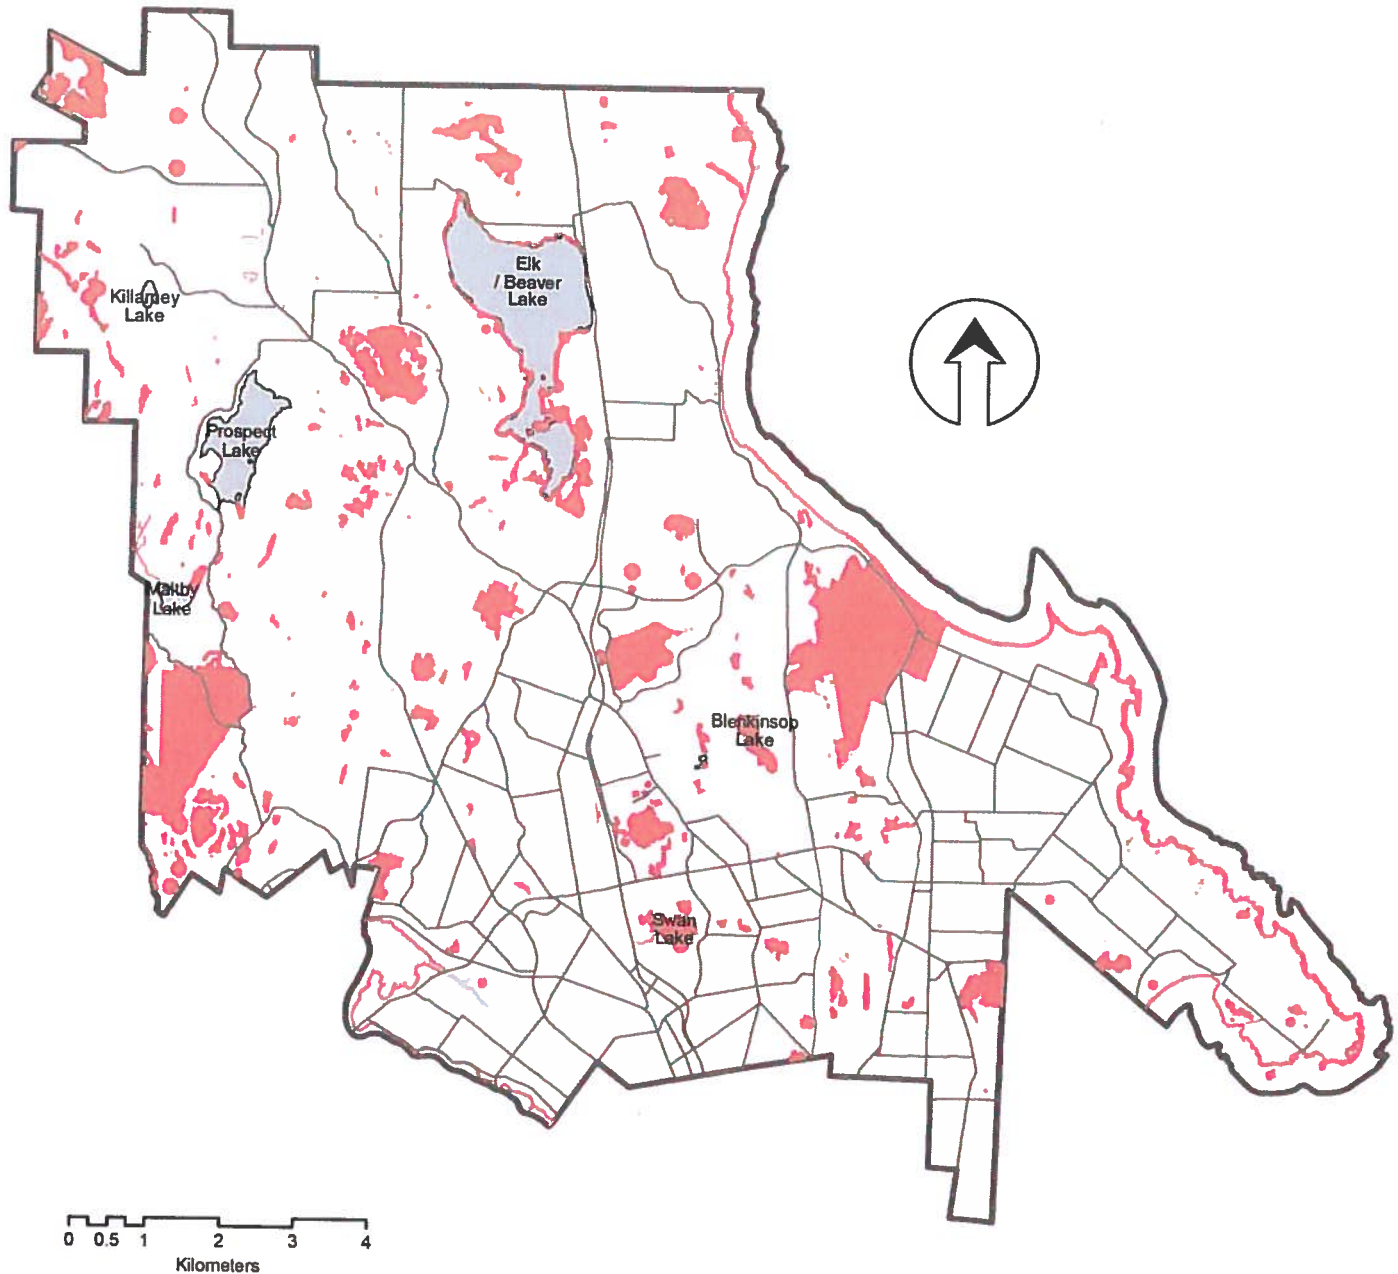 Elk
/ Beaver
Lake
Killarney
Lake
Prospect
Lake
Maltby
Lake
Blenkinsop
Lake
Swan
Lake
0 0.5 1 2 3 4
Kilometers